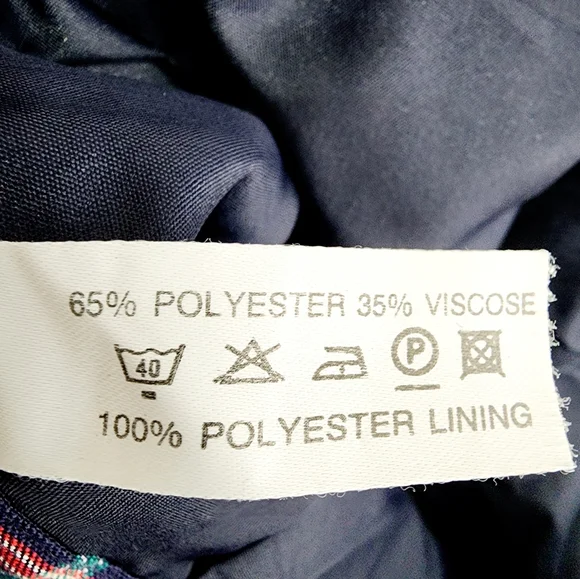 65% POLYESTER 35% VISCOSE
40 P
100% POLYESTER LINING